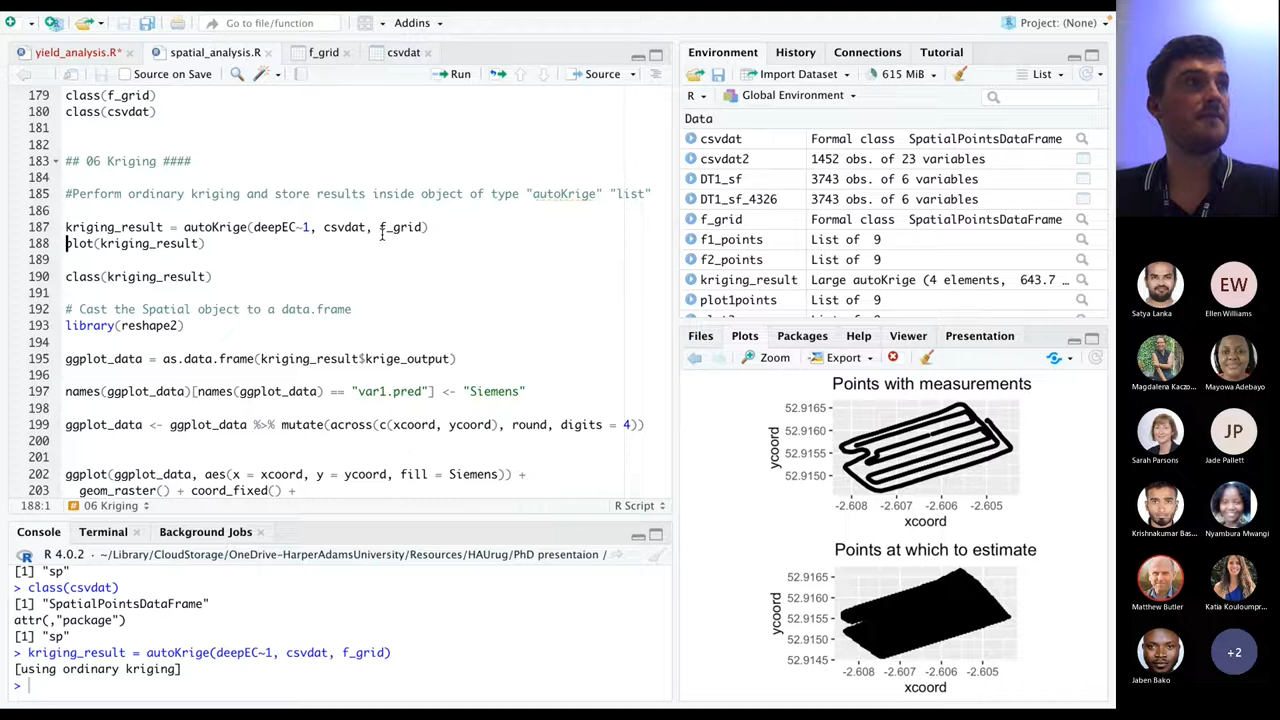 Go to file/function
Addins
Project: (None)
yield_analysis.R*
spatial_analysis.R
f_grid
csvdat
Source on Save
Run
Source
179 class(f_grid)
180 class(csvdat)
181
182
183 ## 06 Kriging ####
184
185 #Perform ordinary kriging and store results inside object of type "autoKrige" "list"
186
187 kriging_result = autoKrige(deepEC~1, csvdat, f_grid)
188 plot(kriging_result)
189
190 class(kriging_result)
191
192 # Cast the Spatial object to a data.frame
193 library(reshape2)
194
195 ggplot_data = as.data.frame(kriging_result$krige_output)
196
197 names(ggplot_data)[names(ggplot_data) == "var1.pred"] <- "Siemens"
198
199 ggplot_data <- ggplot_data %>% mutate(across(c(xcoord, ycoord), round, digits = 4))
200
201
202 ggplot(ggplot_data, aes(x = xcoord, y = ycoord, fill = Siemens)) +
203 geom_raster() + coord_fixed() +
188:1 # 06 Kriging
R Script
Console Terminal Background Jobs
R 4.0.2 · ~/Library/CloudStorage/OneDrive-HarperAdamsUniversity/Resources/HAUrug/PhD presentaion /
[1] "sp"
> class(csvdat)
[1] "SpatialPointsDataFrame"
attr(,"package")
[1] "sp"
> kriging_result = autoKrige(deepEC~1, csvdat, f_grid)
[using ordinary kriging]
>
Environment History Connections Tutorial
Import Dataset 615 MiB List
R Global Environment
Data
csvdat Formal class SpatialPointsDataFrame
csvdat2 1452 obs. of 23 variables
DT1_sf 3743 obs. of 6 variables
DT1_sf_4326 3743 obs. of 6 variables
f_grid Formal class SpatialPointsDataFrame
f1_points List of 9
f2_points List of 9
kriging_result Large autoKrige (4 elements, 643.7 …
plot1points List of 9
Files Plots Packages Help Viewer Presentation
Zoom Export
Points with measurements
52.9165
52.9160
52.9155
52.9150
ycoord
-2.608 -2.607 -2.606 -2.605
xcoord
Points at which to estimate
52.9165
52.9160
52.9155
52.9150
52.9145
ycoord
-2.608 -2.607 -2.606 -2.605
xcoord
EW
Satya Lanka
Ellen Williams
Magdalena Kaczo...
Mayowa Adebayo
JP
Sarah Parsons
Jade Pallett
Krishnakumar Bas...
Nyambura Mwangi
Matthew Butler
Katia Kouloumpr...
+2
Jaben Bako